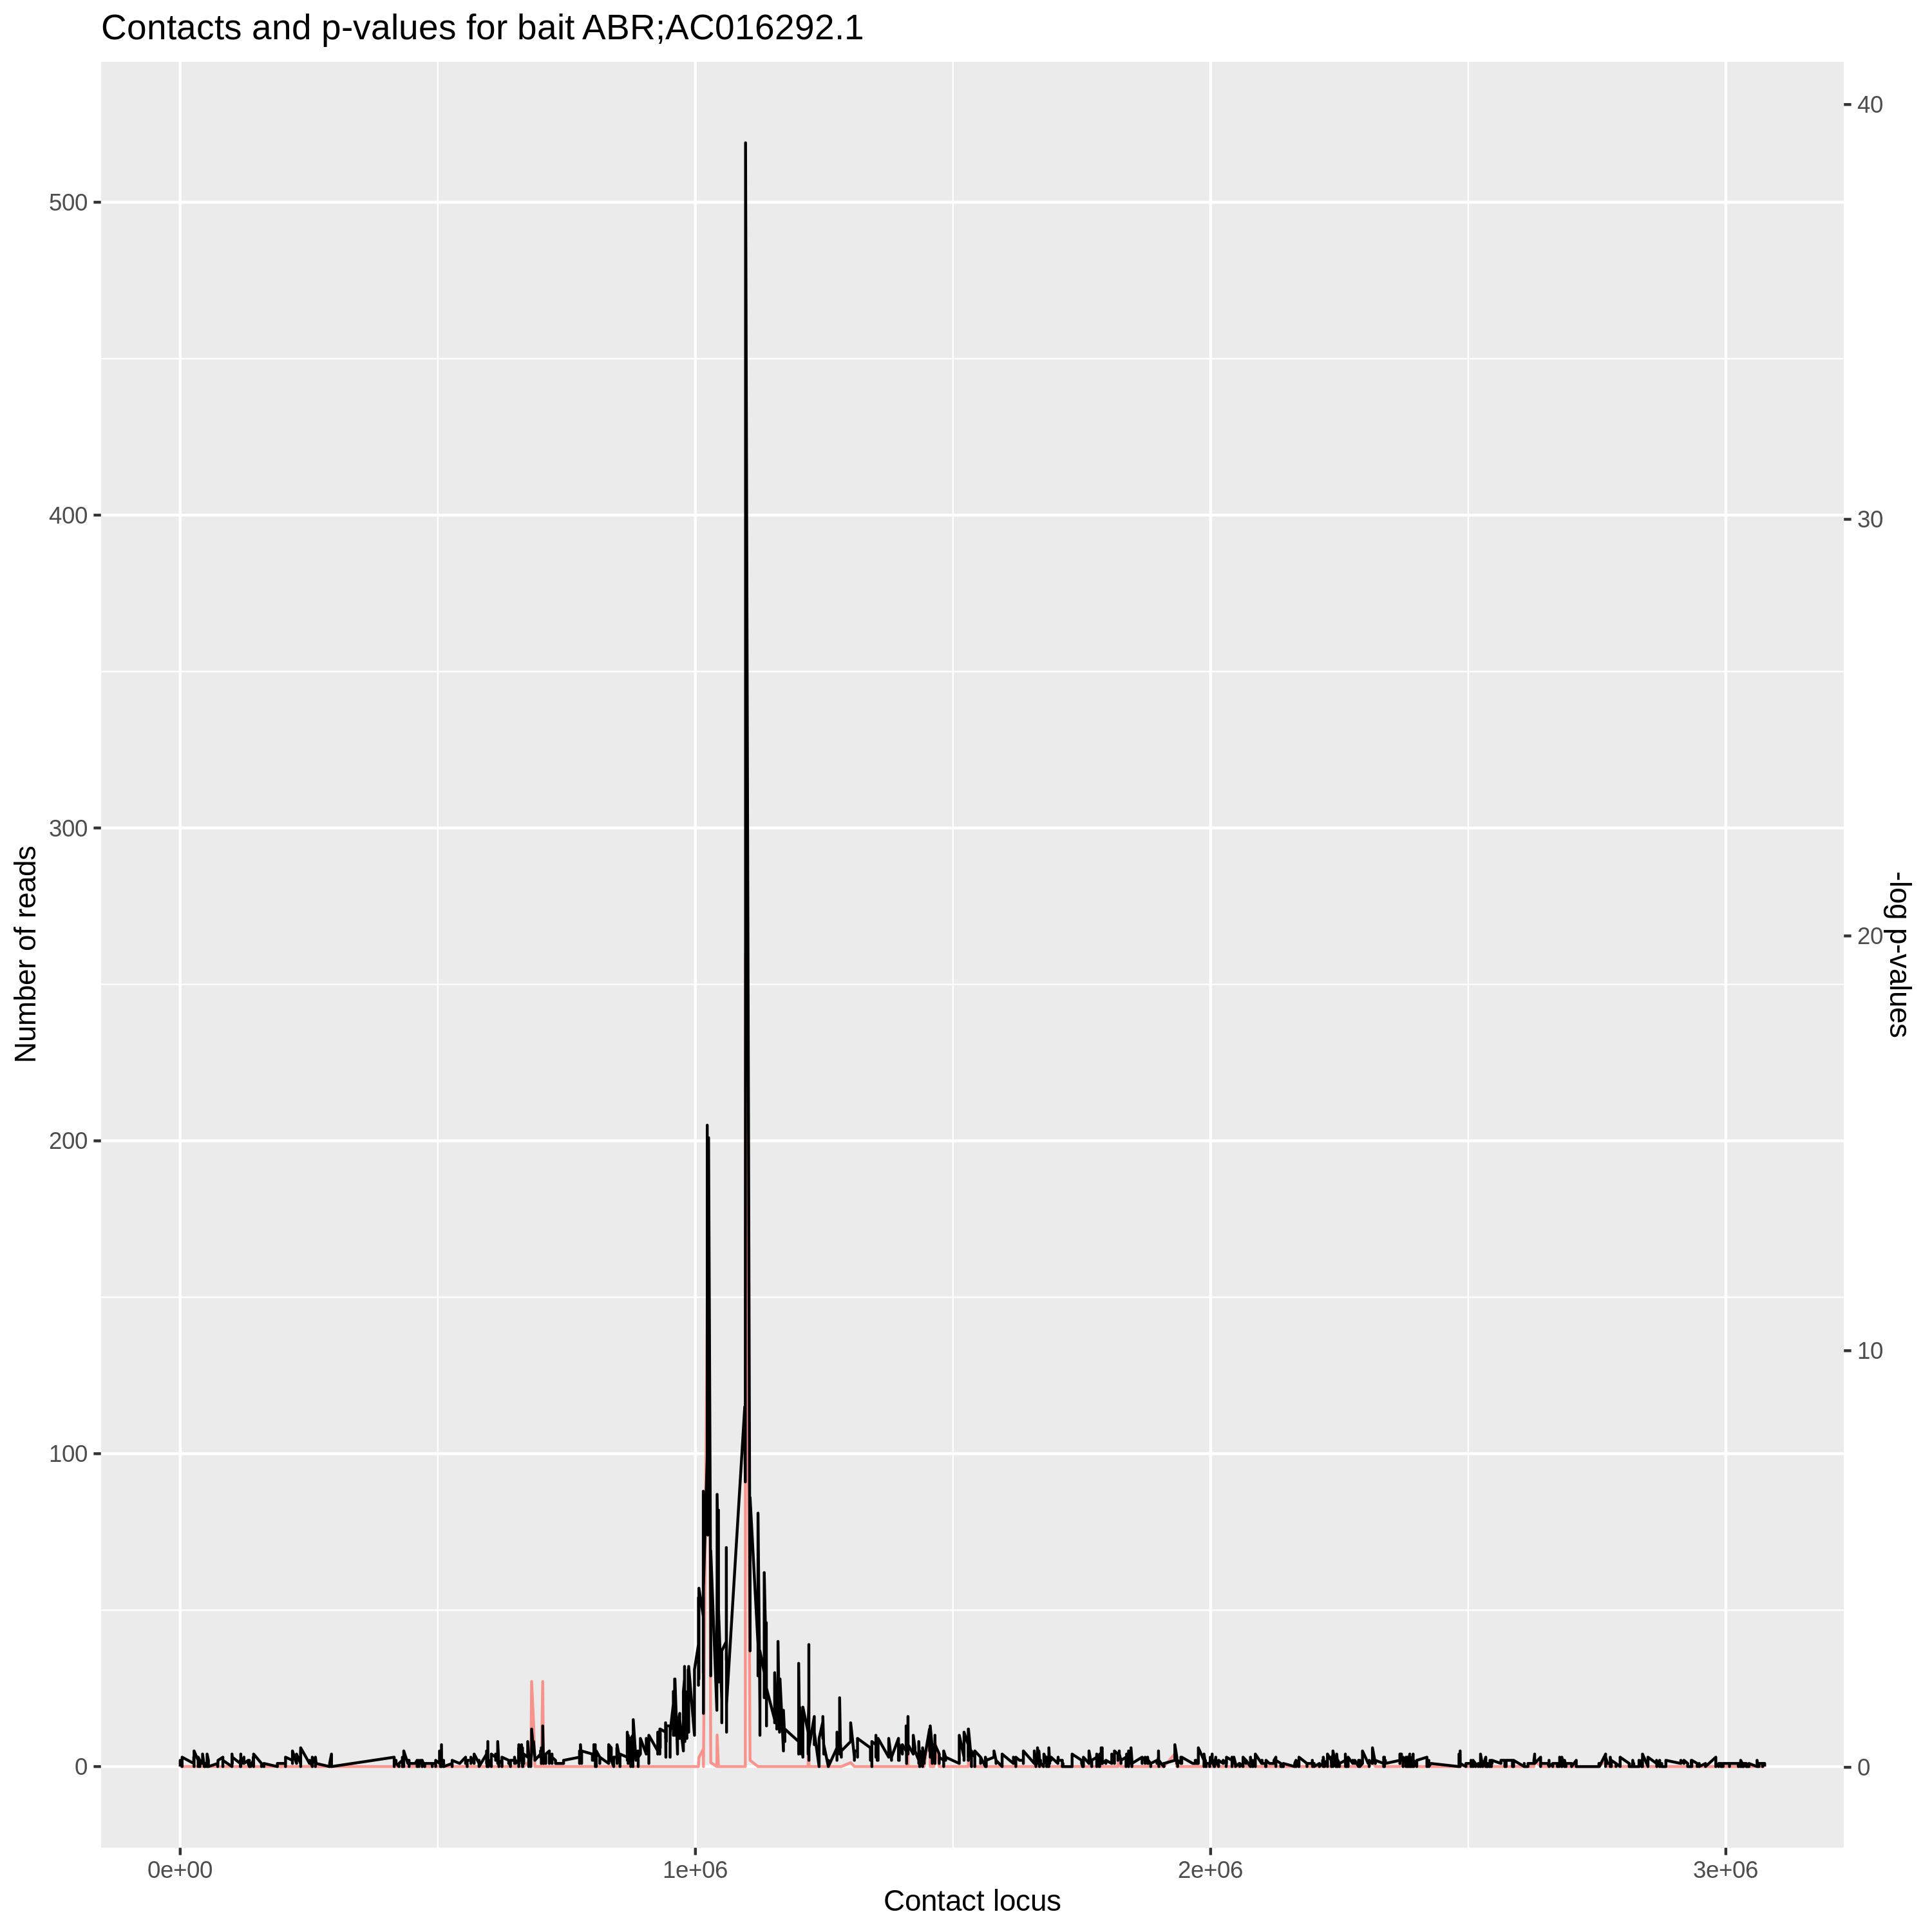 Contacts and p-values for bait ABR;AC016292.1
500
400
300
200
100
0
Number of reads
40
30
20
10
0
-log p-values
0e+00
1e+06
2e+06
3e+06
Contact locus